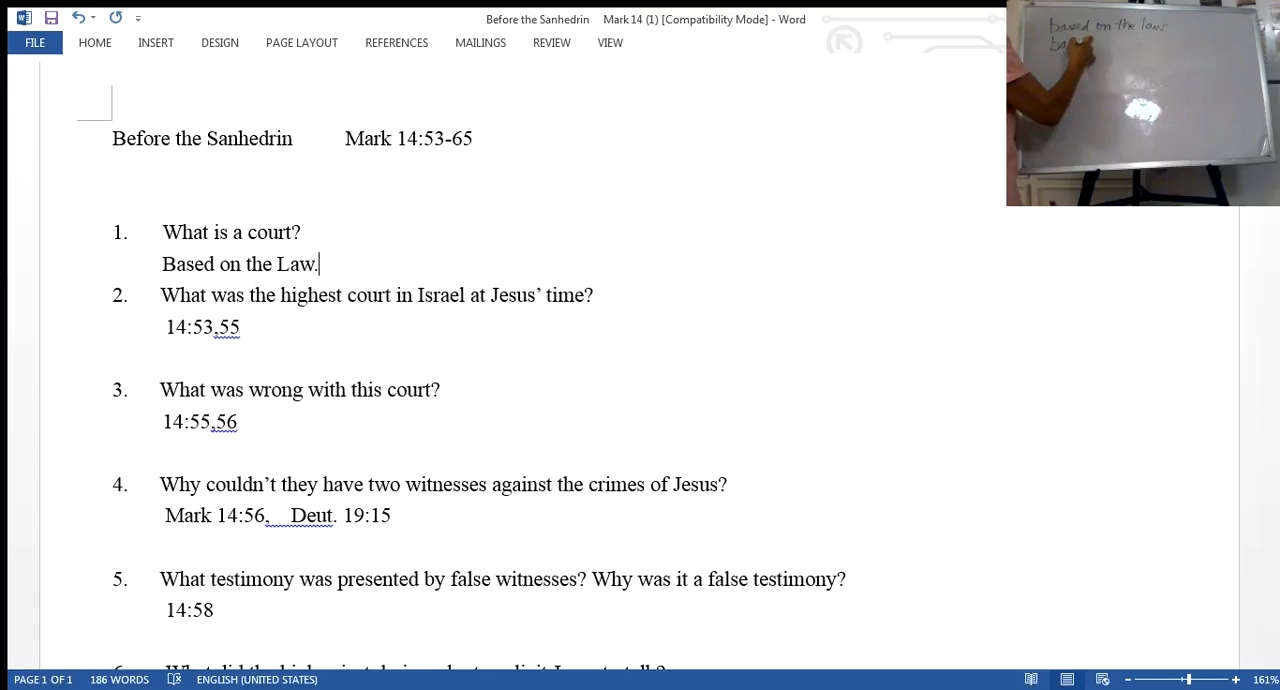 Before the Sanhedrin Mark 14 (1) [Compatibility Mode] - Word
FILE HOME INSERT DESIGN PAGE LAYOUT REFERENCES MAILINGS REVIEW VIEW
based on the law
ba
Before the Sanhedrin Mark 14:53-65
1. What is a court?
Based on the Law.
2. What was the highest court in Israel at Jesus’ time?
14:53,55
3. What was wrong with this court?
14:55,56
4. Why couldn’t they have two witnesses against the crimes of Jesus?
Mark 14:56, Deut. 19:15
5. What testimony was presented by false witnesses? Why was it a false testimony?
14:58
PAGE 1 OF 1 186 WORDS ENGLISH (UNITED STATES) 161%